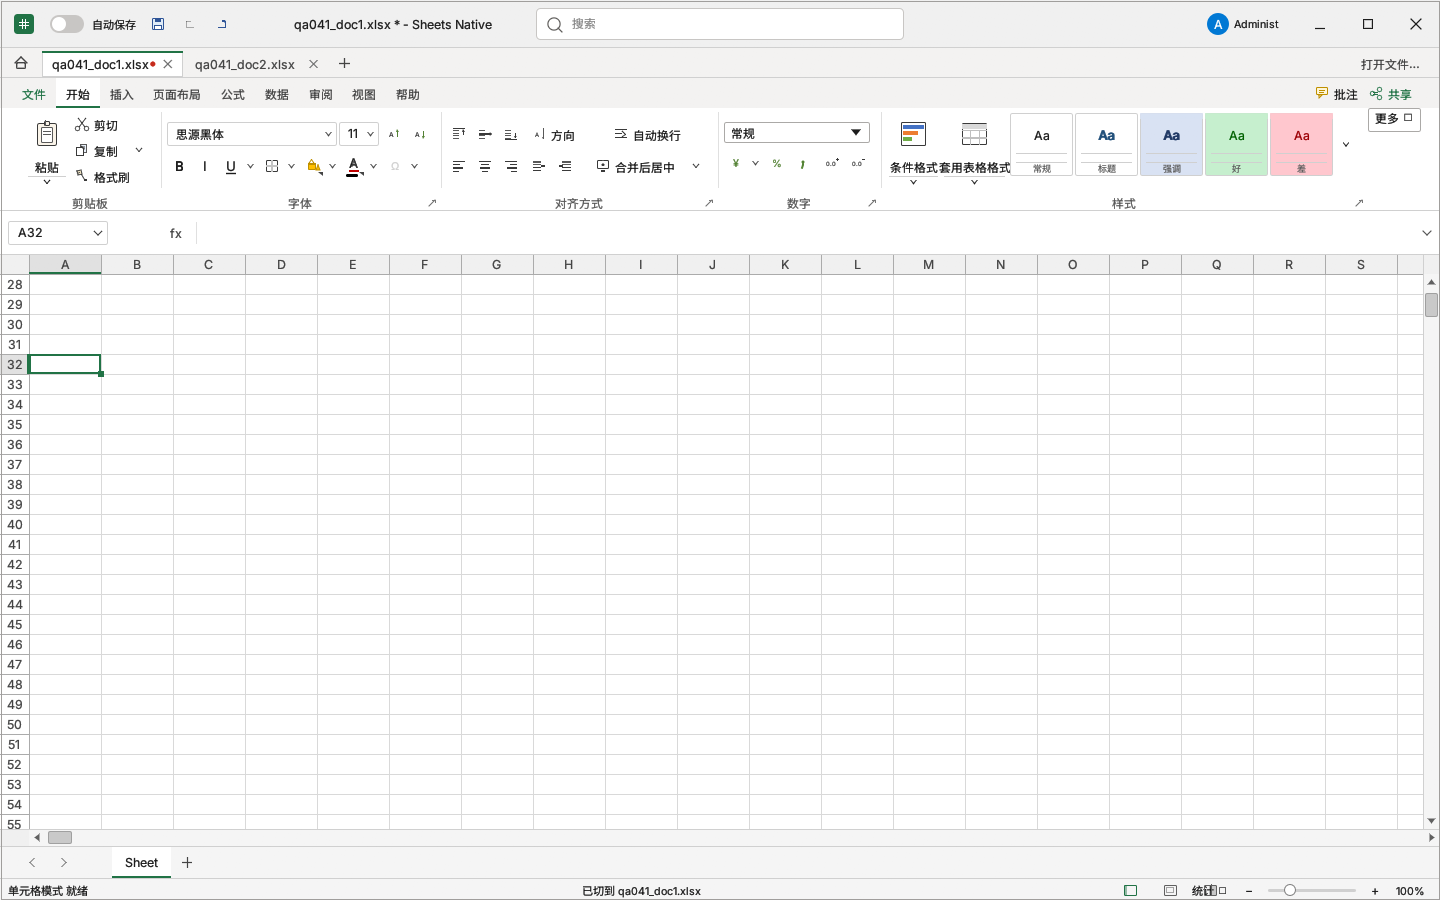 自动保存 qa041_doc1.xlsx * - Sheets Native 搜索 A Administ
qa041_doc1.xlsx qa041_doc2.xlsx 打开文件...
文件 开始 插入 页面布局 公式 数据 审阅 视图 帮助 批注 共享
粘贴 剪切 复制 格式刷 剪贴板
思源黑体 11 A A
B I U A Ω 字体
方向 自动换行
合并后居中 对齐方式
常规
¥ % , 0.0 0.0 数字
条件格式 套用表格格式
Aa 常规 Aa 标题 Aa 强调 Aa 好 Aa 差 样式
更多
A32 fx
A B C D E F G H I J K L M N O P Q R S
28
29
30
31
32
33
34
35
36
37
38
39
40
41
42
43
44
45
46
47
48
49
50
51
52
53
54
55
Sheet
单元格模式 就绪 已切到 qa041_doc1.xlsx 统计 − + 100%